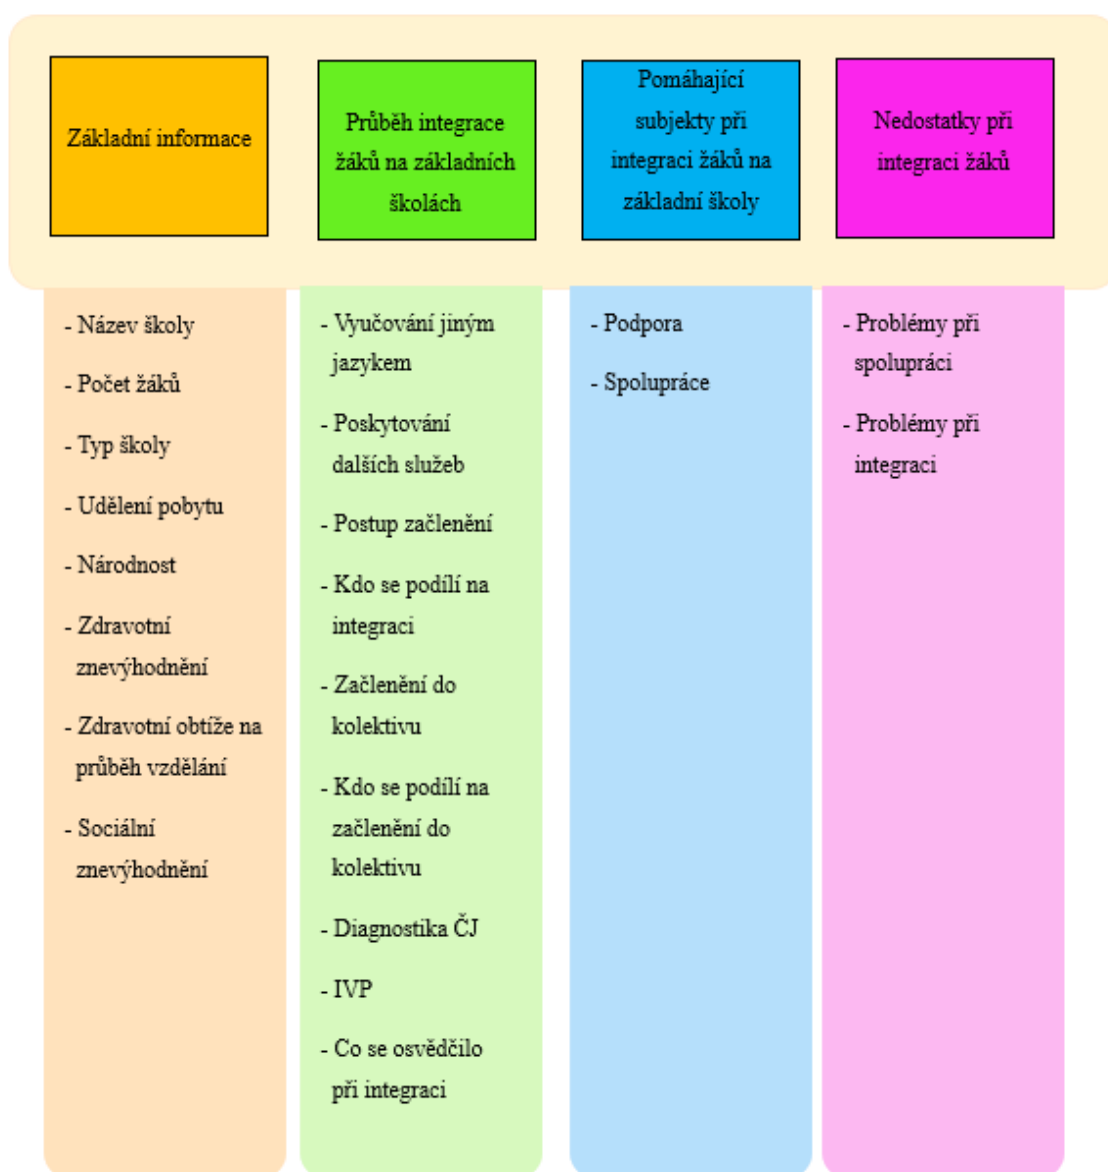 Základní informace
Průběh integrace
žáků na základních
školách
Pomáhající
subjekty při
integraci žáků na
základní školy
Nedostatky při
integraci žáků
- Název školy
- Počet žáků
- Typ školy
- Udělení pobytu
- Národnost
- Zdravotní
znevýhodnění
- Zdravotní obtíže na
průběh vzdělání
- Sociální
znevýhodnění
- Vyučování jiným
jazykem
- Poskytování
dalších služeb
- Postup začlenění
- Kdo se podílí na
integraci
- Začlenění do
kolektivu
- Kdo se podílí na
začlenění do
kolektivu
- Diagnostika ČJ
- IVP
- Co se osvědčilo
při integraci
- Podpora
- Spolupráce
- Problémy při
spolupráci
- Problémy při
integraci